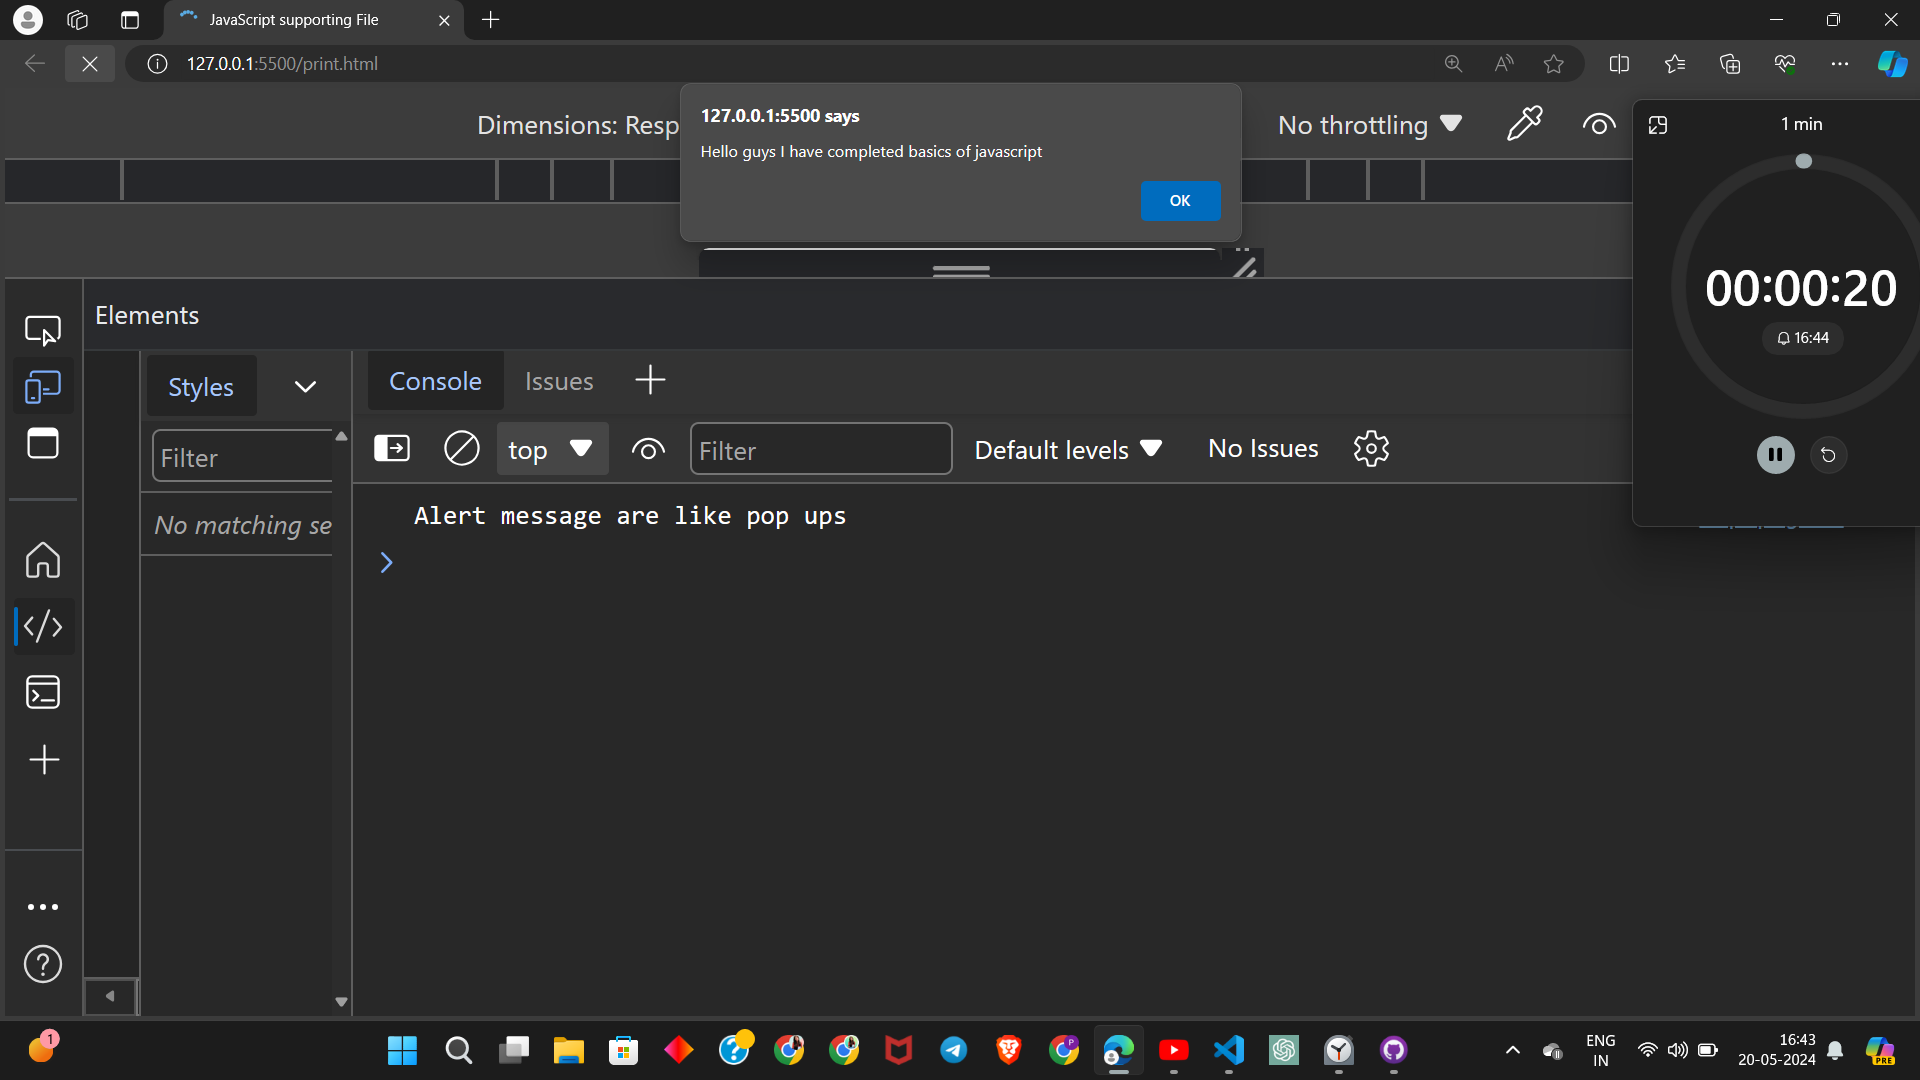 JavaScript supporting File
127.0.0.1:5500/print.html
Dimensions: Resp
127.0.0.1:5500 says
Hello guys I have completed basics of javascript
OK
No throttling
1 min
00:00:20
16:44
Elements
Styles
Console
Issues
Filter
top
Filter
Default levels
No Issues
No matching se
Alert message are like pop ups
1
P
ENG
IN
16:43
20-05-2024
PRE